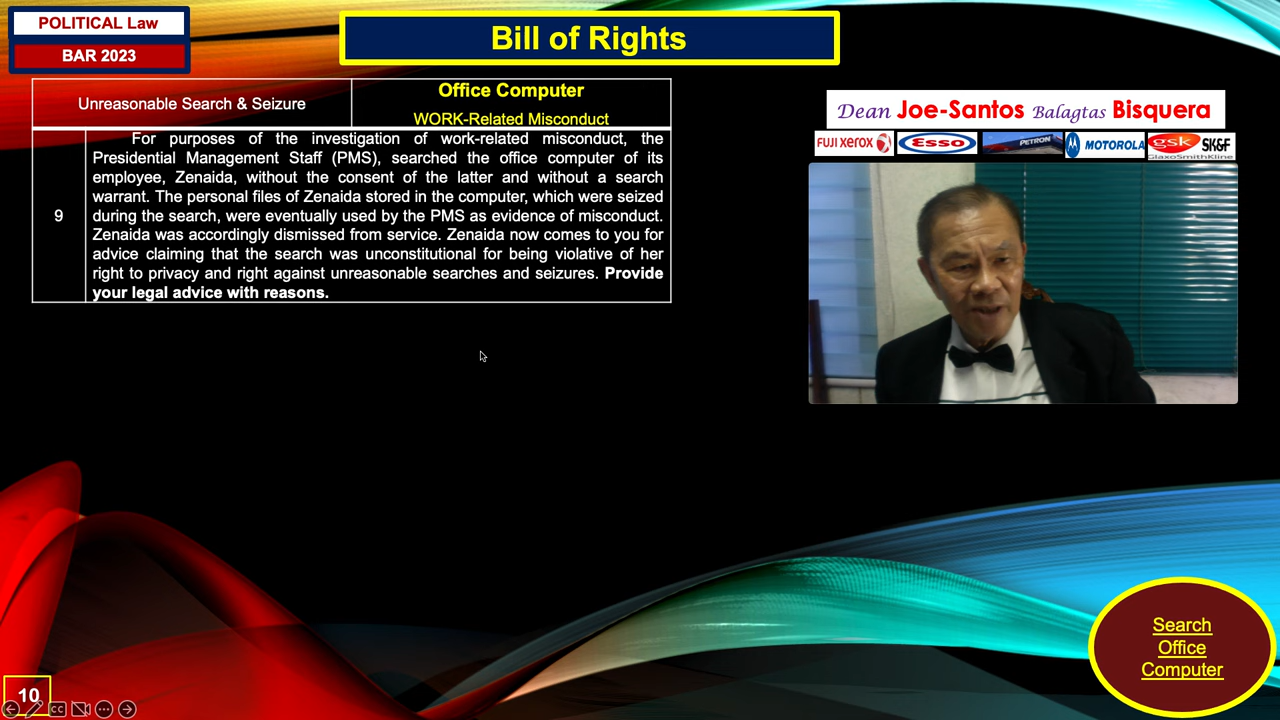 POLITICAL Law
BAR 2023
Bill of Rights
Unreasonable Search & Seizure
Office Computer
WORK-Related Misconduct
9
For purposes of the investigation of work-related misconduct, the
Presidential Management Staff (PMS), searched the office computer of its
employee, Zenaida, without the consent of the latter and without a search
warrant. The personal files of Zenaida stored in the computer, which were seized
during the search, were eventually used by the PMS as evidence of misconduct.
Zenaida was accordingly dismissed from service. Zenaida now comes to you for
advice claiming that the search was unconstitutional for being violative of her
right to privacy and right against unreasonable searches and seizures. Provide
your legal advice with reasons.
Dean Joe-Santos Balagtas Bisquera
FUJI XEROX Esso PETRON MOTOROLA gsk SK&F
GlaxoSmithKline
Search
Office
Computer
10
CC